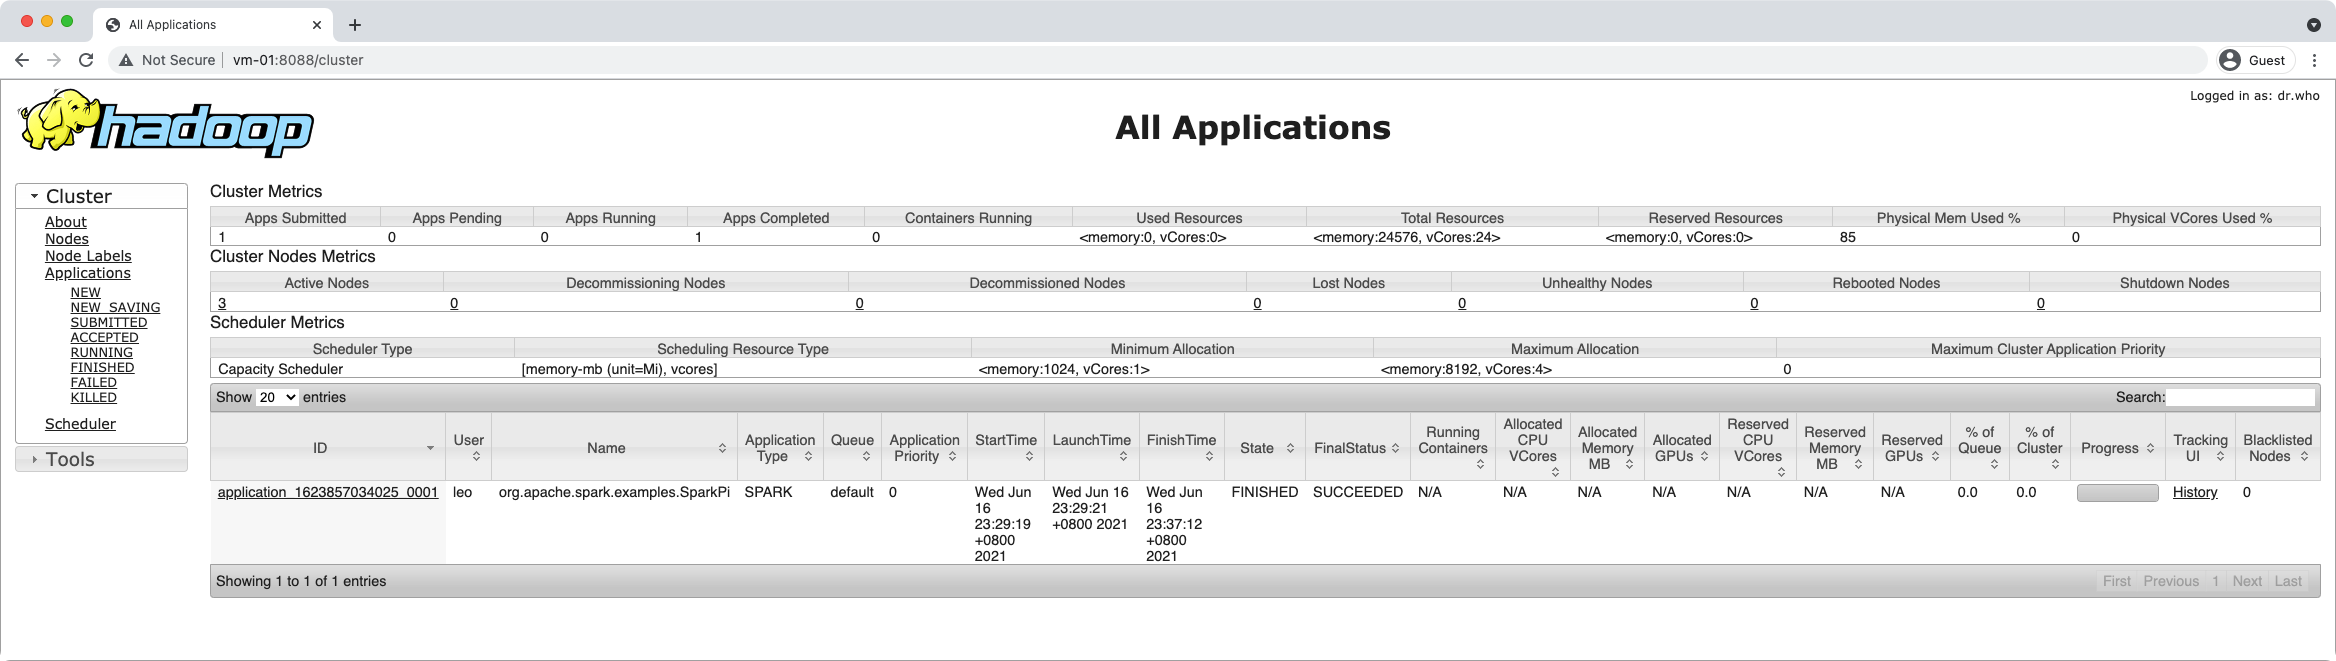 All Applications
Not Secure vm-01:8088/cluster Guest
hadoop
Logged in as: dr.who
All Applications
Cluster
About
Nodes
Node Labels
Applications
NEW
NEW_SAVING
SUBMITTED
ACCEPTED
RUNNING
FINISHED
FAILED
KILLED
Scheduler
Tools
Cluster Metrics
Apps Submitted Apps Pending Apps Running Apps Completed Containers Running Used Resources Total Resources Reserved Resources Physical Mem Used % Physical VCores Used %
1 0 0 1 0 <memory:0, vCores:0> <memory:24576, vCores:24> <memory:0, vCores:0> 85 0
Cluster Nodes Metrics
Active Nodes Decommissioning Nodes Decommissioned Nodes Lost Nodes Unhealthy Nodes Rebooted Nodes Shutdown Nodes
3 0 0 0 0 0 0
Scheduler Metrics
Scheduler Type Scheduling Resource Type Minimum Allocation Maximum Allocation Maximum Cluster Application Priority
Capacity Scheduler [memory-mb (unit=Mi), vcores] <memory:1024, vCores:1> <memory:8192, vCores:4> 0
Show 20 entries Search:
ID
User
Name
Application
Type
Queue
Application
Priority
StartTime
LaunchTime
FinishTime
State
FinalStatus
Running
Containers
Allocated
CPU
VCores
Allocated
Memory
MB
Allocated
GPUs
Reserved
CPU
VCores
Reserved
Memory
MB
Reserved
GPUs
% of
Queue
% of
Cluster
Progress
Tracking
UI
Blacklisted
Nodes
application_1623857034025_0001
leo
org.apache.spark.examples.SparkPi
SPARK
default
0
Wed Jun
16
23:29:19
+0800
2021
Wed Jun 16
23:29:21
+0800 2021
Wed Jun
16
23:37:12
+0800
2021
FINISHED
SUCCEEDED
N/A
N/A
N/A
N/A
N/A
N/A
N/A
0.0
0.0
History
0
Showing 1 to 1 of 1 entries First Previous 1 Next Last